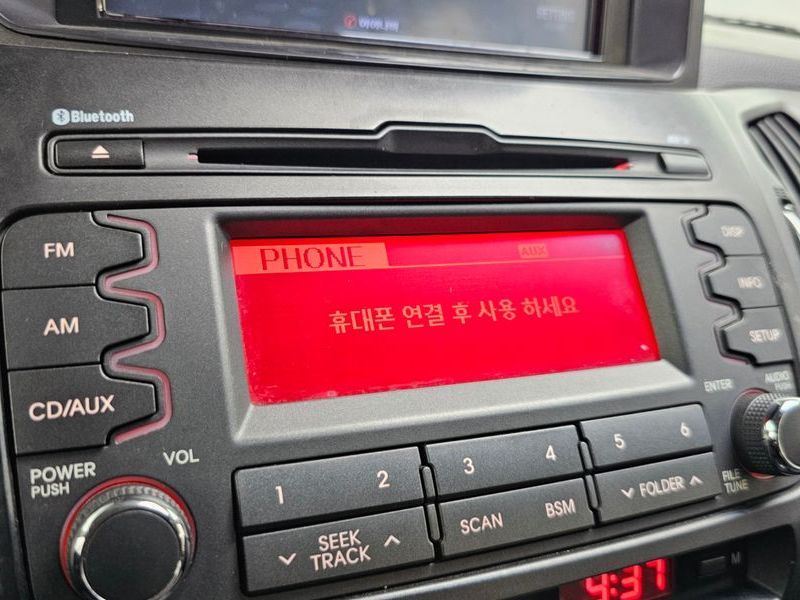 SETTING
Bluetooth
FM
AM
CD/AUX
PHONE
AUX
휴대폰 연결 후 사용 하세요
DISP
INFO
SETUP
ENTER
AUDIO
PUSH
POWER
PUSH
VOL
1
2
3
4
5
6
SEEK
TRACK
SCAN
BSM
FOLDER
FILE
TUNE
4:37
M